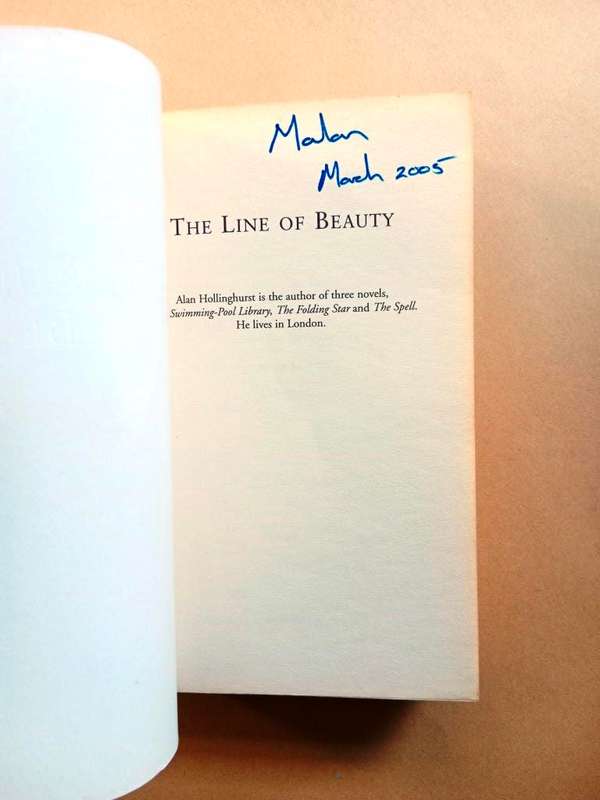 Malan
March 2005
THE LINE OF BEAUTY
Alan Hollinghurst is the author of three novels,
Swimming-Pool Library, The Folding Star and The Spell.
He lives in London.